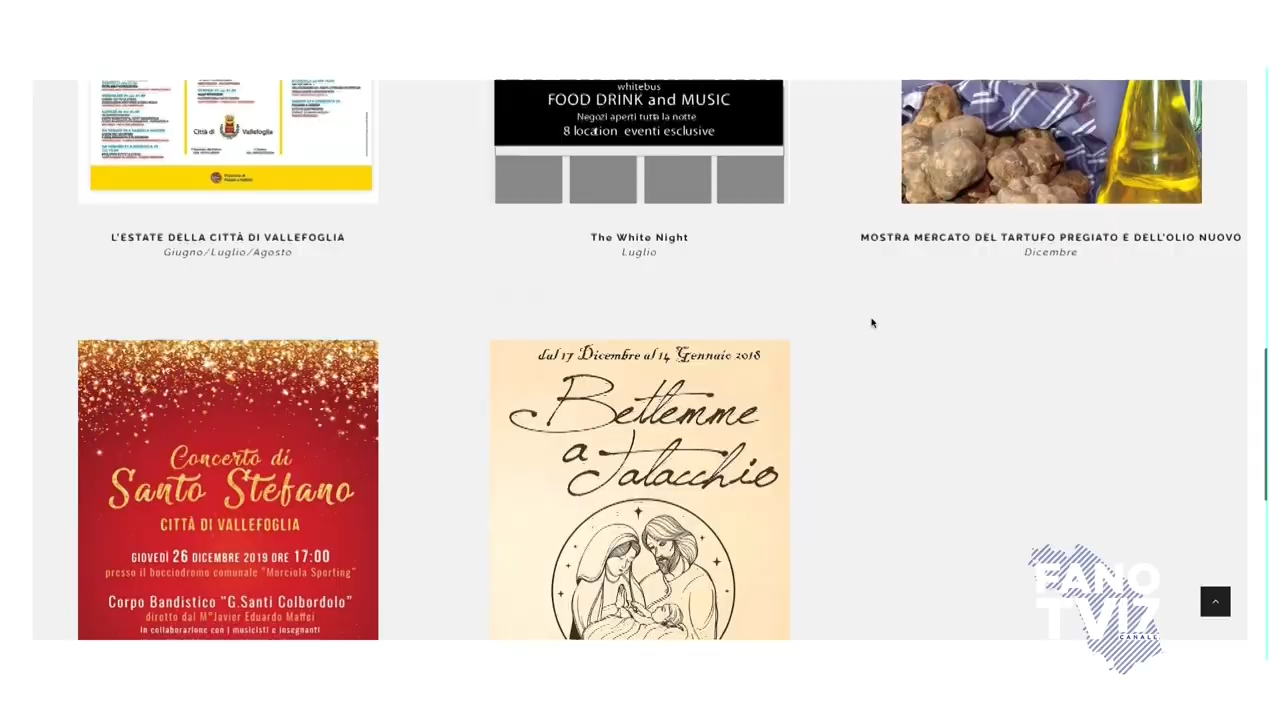 Città di Vallefoglia
whitebus
FOOD DRINK and MUSIC
Negozi aperti tutta la notte
8 location eventi esclusive
L'ESTATE DELLA CITTÀ DI VALLEFOGLIA
Giugno/Luglio/Agosto
The White Night
Luglio
MOSTRA MERCATO DEL TARTUFO PREGIATO E DELL'OLIO NUOVO
Dicembre
Concerto di
Santo Stefano
CITTÀ DI VALLEFOGLIA
GIOVEDÌ 26 DICEMBRE 2019 ORE 17:00
presso il bocciodromo comunale "Morciola Sporting"
Corpo Bandistico "G.Santi Colbordolo"
diretto dal M° Javier Eduardo Maffei
in collaborazione con i musicisti e insegnanti
dal 17 Dicembre al 14 Gennaio 2018
Betlemme
a Talacchio
FANO
TV 17
CANALE